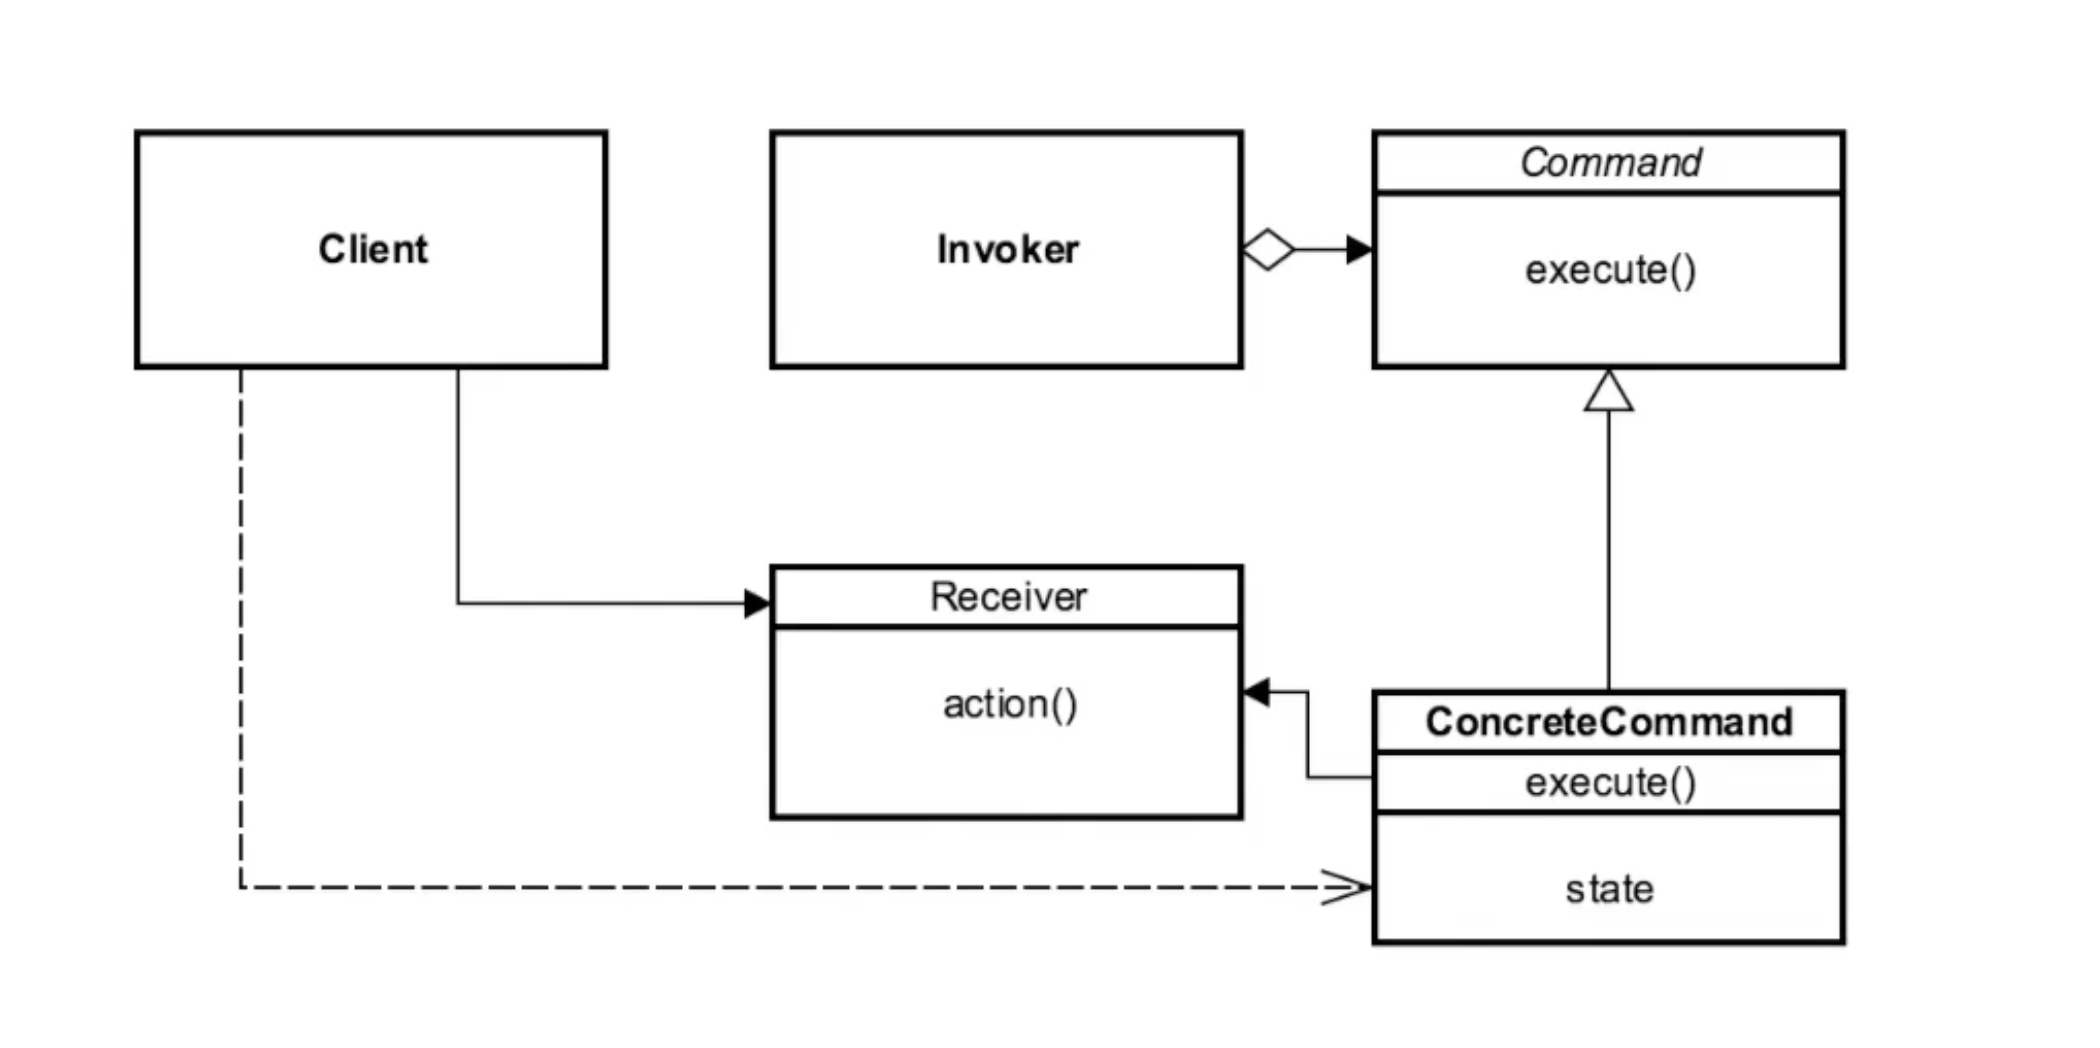 Client
Invoker
Command
execute()
Receiver
action()
ConcreteCommand
execute()
state